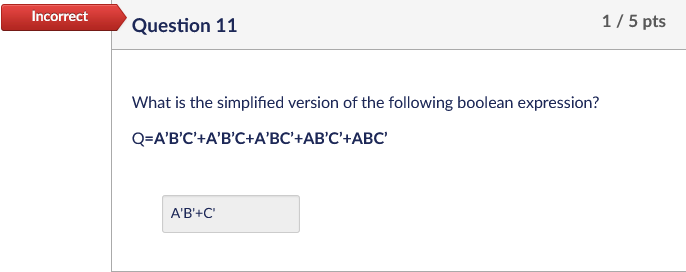 Incorrect
Question 11
1 / 5 pts
What is the simplified version of the following boolean expression?
Q=A’B’C’+A’B’C+A’BC’+AB’C’+ABC’
A'B'+C'